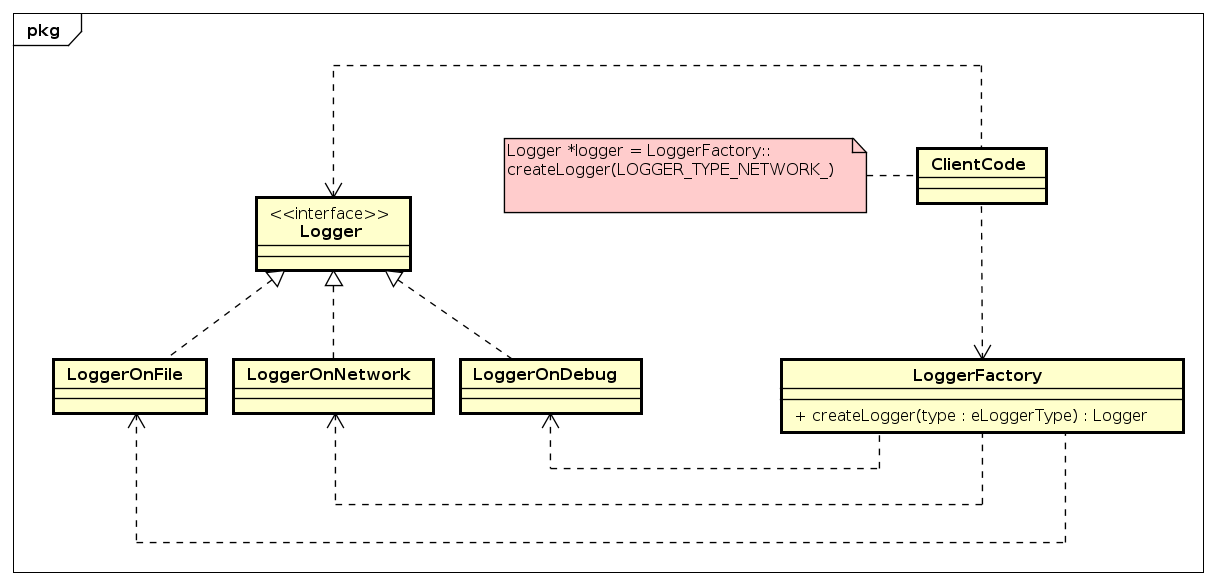 pkg
Logger *logger = LoggerFactory::
createLogger(LOGGER_TYPE_NETWORK_)
ClientCode
<<interface>>
Logger
LoggerOnFile
LoggerOnNetwork
LoggerOnDebug
LoggerFactory
+ createLogger(type : eLoggerType) : Logger